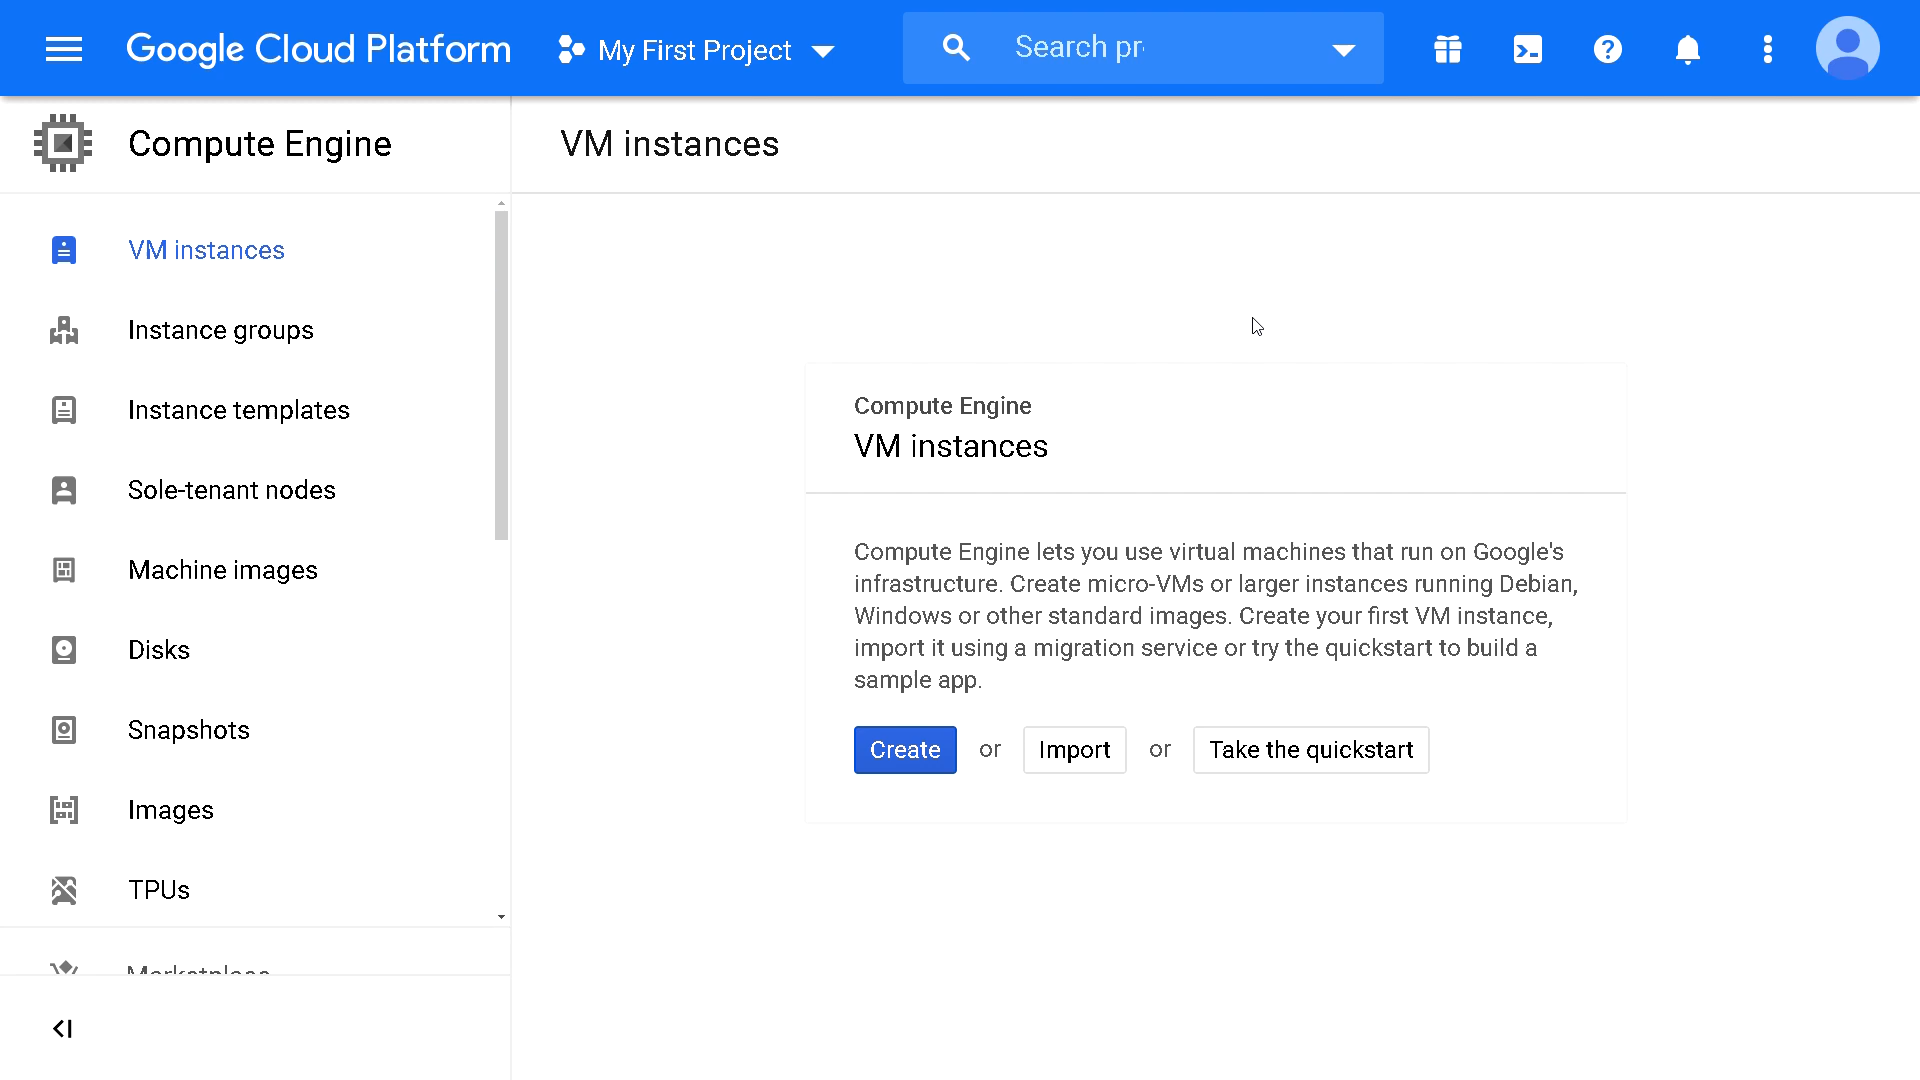 Google Cloud Platform
My First Project
Search pr
Compute Engine
VM instances
VM instances
Instance groups
Instance templates
Sole-tenant nodes
Machine images
Disks
Snapshots
Images
TPUs
Marketplace
Compute Engine
VM instances
Compute Engine lets you use virtual machines that run on Google's
infrastructure. Create micro-VMs or larger instances running Debian,
Windows or other standard images. Create your first VM instance,
import it using a migration service or try the quickstart to build a
sample app.
Create or Import or Take the quickstart